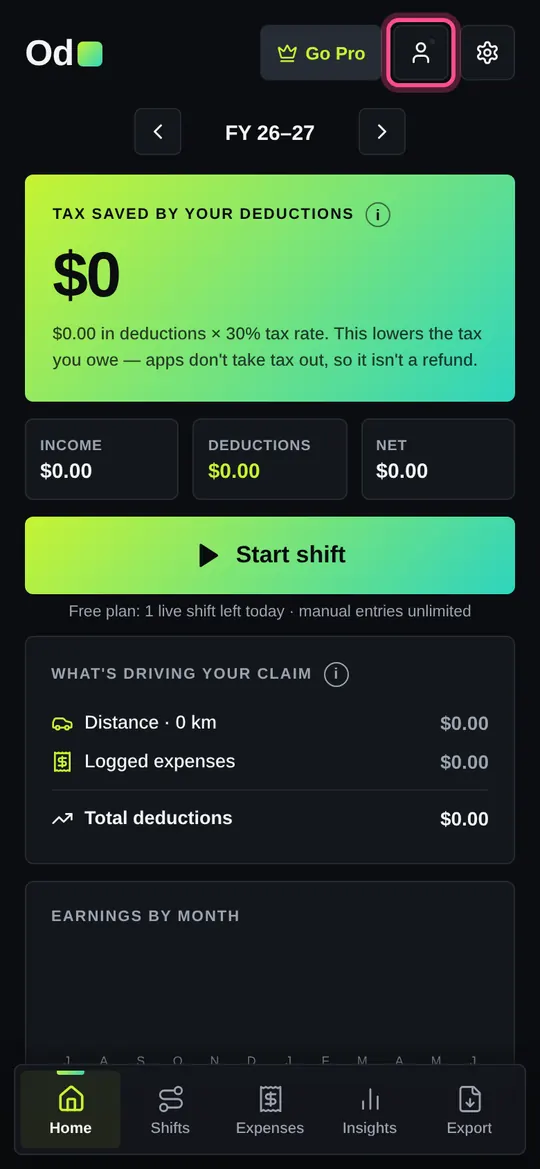 Od
Go Pro
FY 26–27
TAX SAVED BY YOUR DEDUCTIONS i
$0
$0.00 in deductions × 30% tax rate. This lowers the tax
you owe — apps don't take tax out, so it isn't a refund.
INCOME
$0.00
DEDUCTIONS
$0.00
NET
$0.00
Start shift
Free plan: 1 live shift left today · manual entries unlimited
WHAT'S DRIVING YOUR CLAIM i
Distance · 0 km $0.00
Logged expenses $0.00
Total deductions $0.00
EARNINGS BY MONTH
J A S O N D J F M A M J
Home Shifts Expenses Insights Export